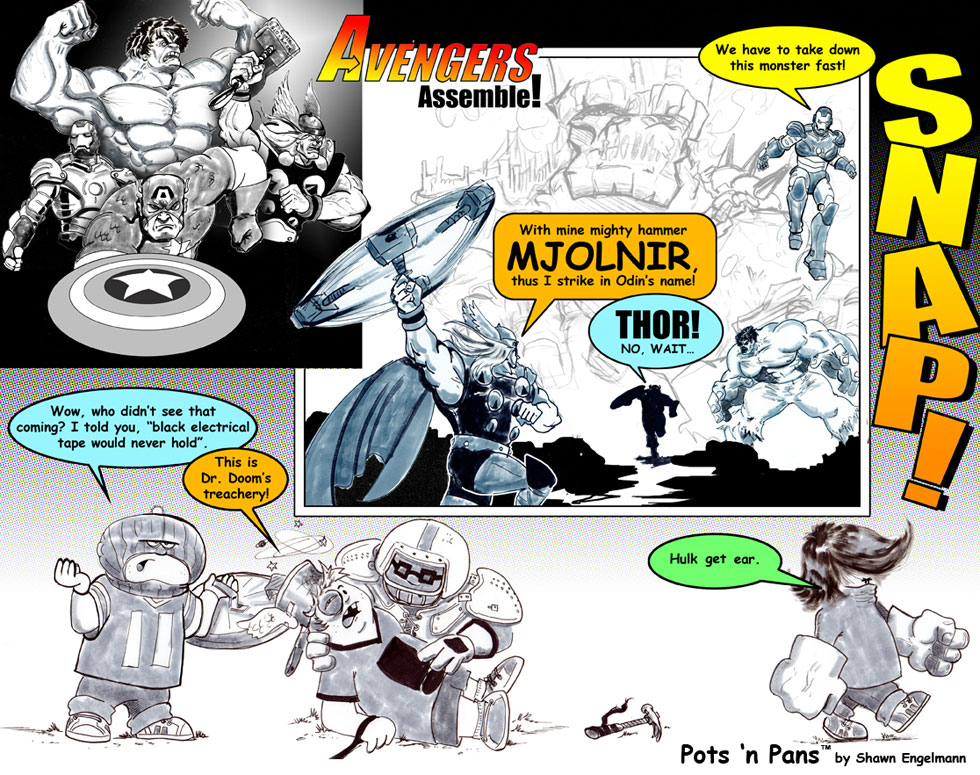 AVENGERS
Assemble!
We have to take down
this monster fast!
With mine mighty hammer
MJOLNIR,
thus I strike in Odin's name!
THOR!
NO, WAIT...
SNAP!
Wow, who didn't see that
coming? I told you, "black electrical
tape would never hold".
This is
Dr. Doom's
treachery!
Hulk get ear.
Pots 'n Pans™ by Shawn Engelmann